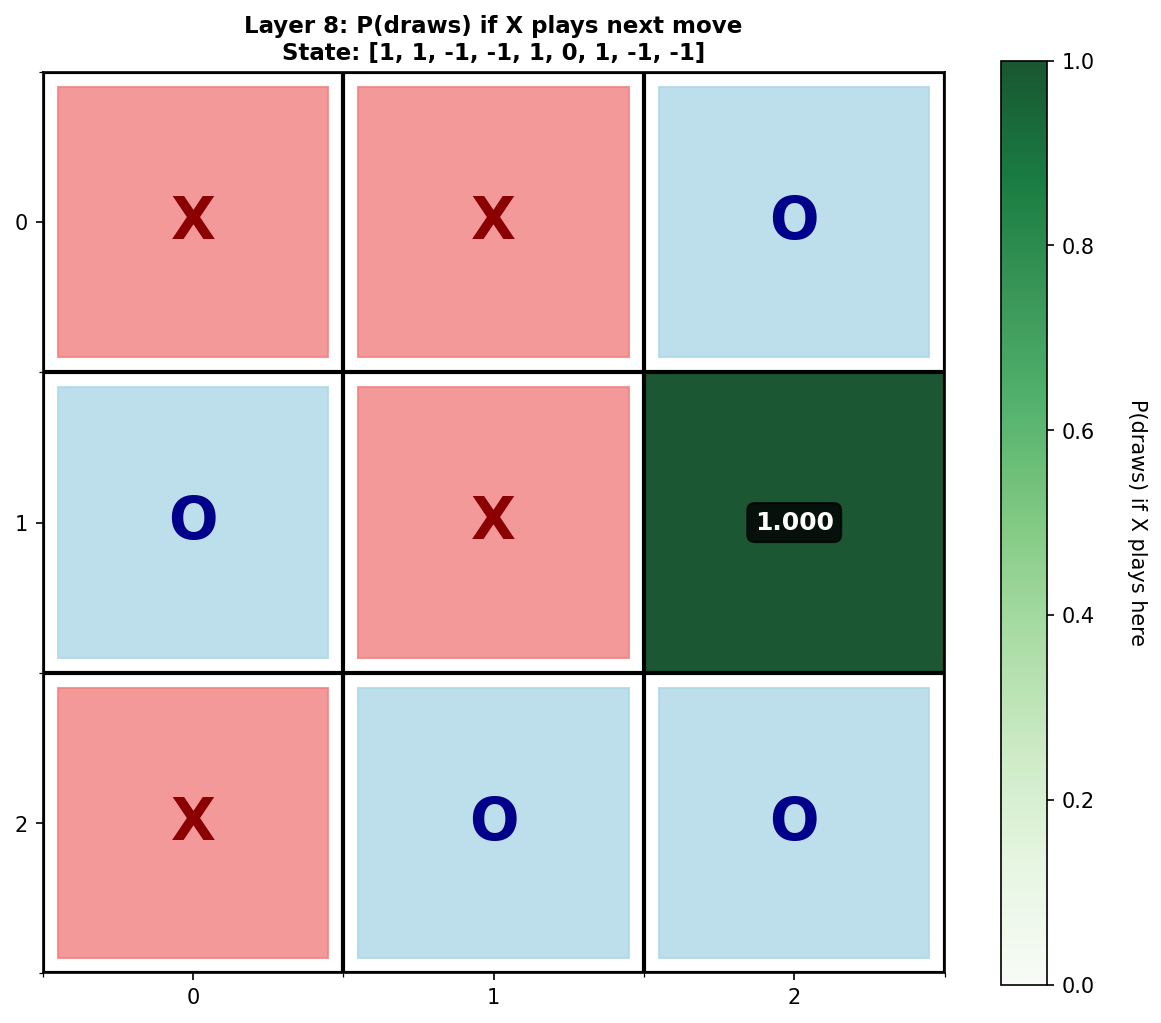 Layer 8: P(draws) if X plays next move
State: [1, 1, -1, -1, 1, 0, 1, -1, -1]
X
X
O
O
X
1.000
X
O
O
0
1
2
0
1
2
1.0
0.8
0.6
0.4
0.2
0.0
P(draws) if X plays here